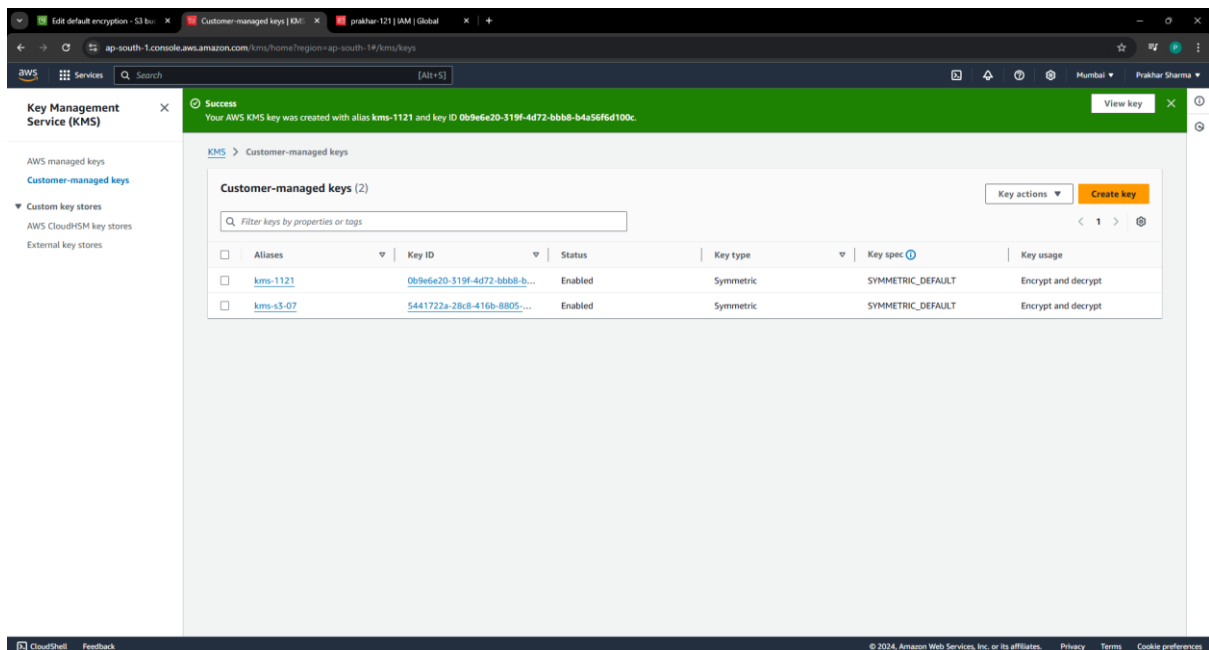 Edit default encryption - S3 buc
Customer-managed keys | KMS
prakhar-121 | IAM | Global
ap-south-1.console.aws.amazon.com/kms/home?region=ap-south-1#/kms/keys
P
aws
Services
Search
[Alt+S]
Mumbai
Prakhar Sharma
Key Management Service (KMS)
AWS managed keys
Customer-managed keys
Custom key stores
AWS CloudHSM key stores
External key stores
Success
Your AWS KMS key was created with alias kms-1121 and key ID 0b9e6e20-319f-4d72-bbb8-b4a56f6d100c.
View key
KMS > Customer-managed keys
Customer-managed keys (2)
Key actions
Create key
Filter keys by properties or tags
< 1 >
Aliases Key ID Status Key type Key spec Key usage
kms-1121 0b9e6e20-319f-4d72-bbb8-b... Enabled Symmetric SYMMETRIC_DEFAULT Encrypt and decrypt
kms-s3-07 5441722a-28c8-416b-8805-... Enabled Symmetric SYMMETRIC_DEFAULT Encrypt and decrypt
CloudShell Feedback © 2024, Amazon Web Services, Inc. or its affiliates. Privacy Terms Cookie preferences